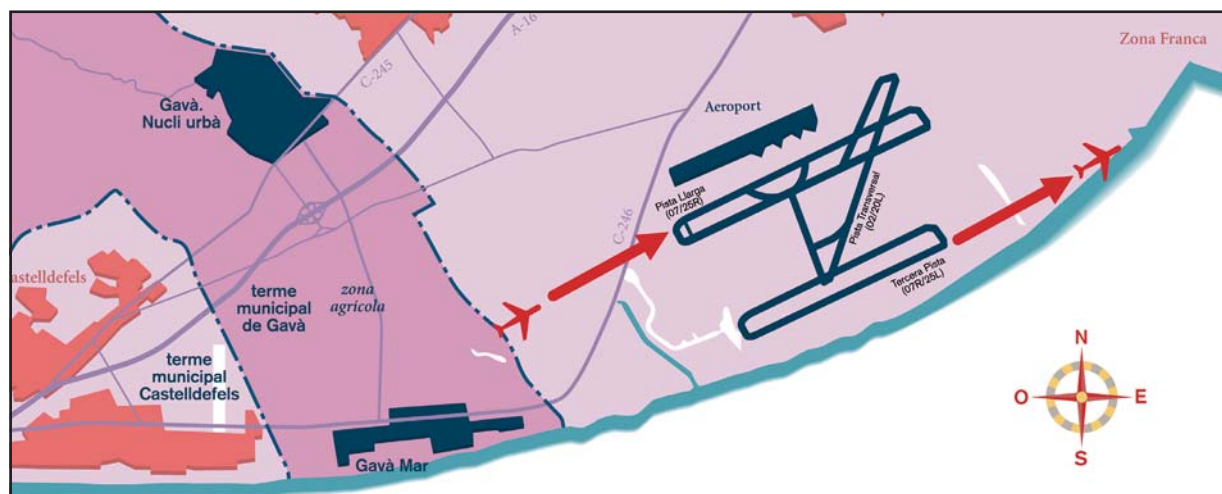 Zona Franca
A-16
C-245
Gavà.
Nucli urbà
Aeroport
Pista Llarga
(07/25R)
Pista Transversal
(02/20L)
C-246
Tercera Pista
(07R/25L)
astelldefels
terme
municipal
de Gavà
zona
agrícola
terme
municipal
Castelldefels
Gavà Mar
N
O
E
S